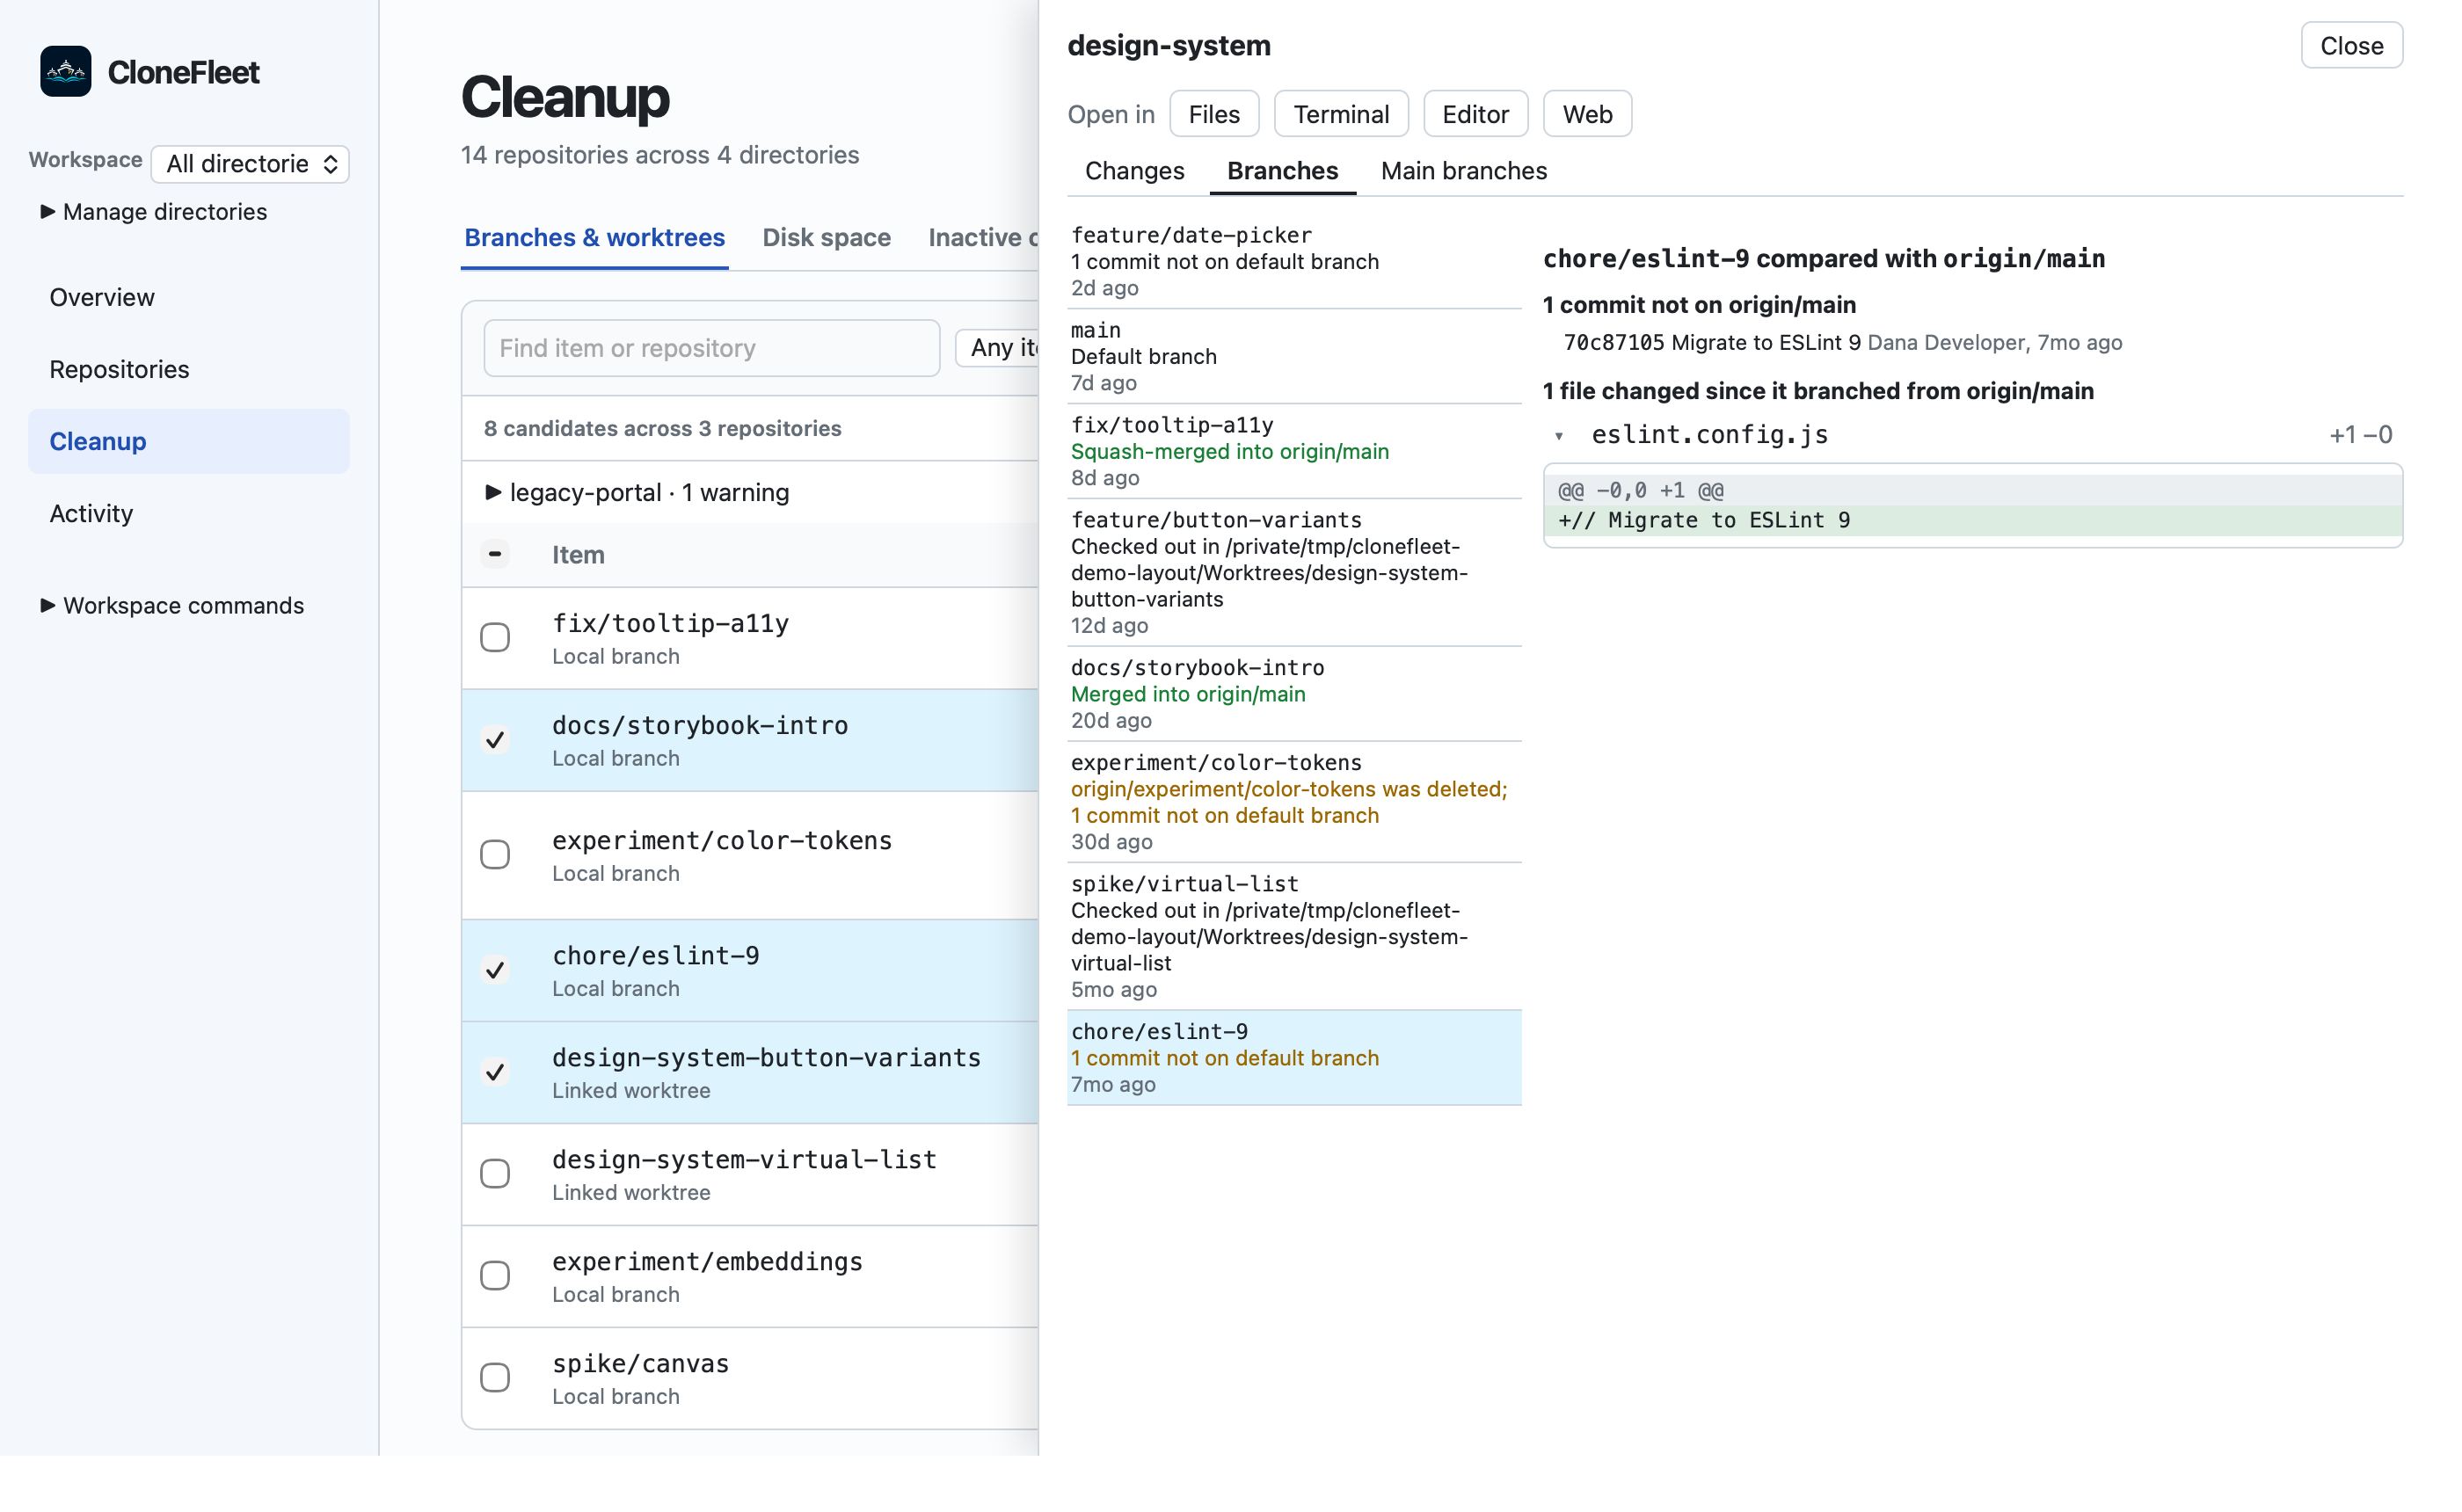 CloneFleet
Workspace All directorie
Manage directories
Overview
Repositories
Cleanup
Activity
Workspace commands
Cleanup
14 repositories across 4 directories
Branches & worktrees Disk space Inactive
Find item or repository Any
8 candidates across 3 repositories
legacy-portal · 1 warning
Item
fix/tooltip-a11y
Local branch
docs/storybook-intro
Local branch
experiment/color-tokens
Local branch
chore/eslint-9
Local branch
design-system-button-variants
Linked worktree
design-system-virtual-list
Linked worktree
experiment/embeddings
Local branch
spike/canvas
Local branch
design-system
Close
Open in Files Terminal Editor Web
Changes Branches Main branches
feature/date-picker
1 commit not on default branch
2d ago
main
Default branch
7d ago
fix/tooltip-a11y
Squash-merged into origin/main
8d ago
feature/button-variants
Checked out in /private/tmp/clonefleet-
demo-layout/Worktrees/design-system-
button-variants
12d ago
docs/storybook-intro
Merged into origin/main
20d ago
experiment/color-tokens
origin/experiment/color-tokens was deleted;
1 commit not on default branch
30d ago
spike/virtual-list
Checked out in /private/tmp/clonefleet-
demo-layout/Worktrees/design-system-
virtual-list
5mo ago
chore/eslint-9
1 commit not on default branch
7mo ago
chore/eslint-9 compared with origin/main
1 commit not on origin/main
70c87105 Migrate to ESLint 9 Dana Developer, 7mo ago
1 file changed since it branched from origin/main
eslint.config.js +1 −0
@@ -0,0 +1 @@
+// Migrate to ESLint 9